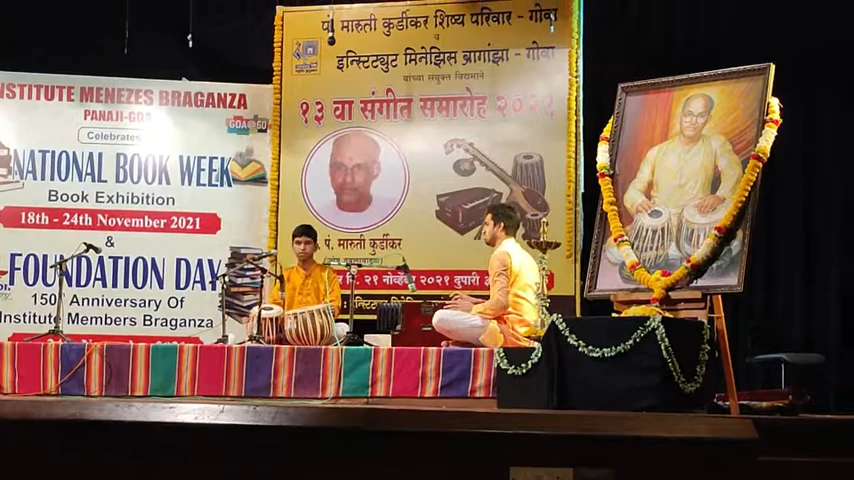 INSTITUTE MENEZES BRAGANZA
PANAJI-GOA
Celebrates
NATIONAL BOOK WEEK
Book Exhibition
18th - 24th November 2021
&
FOUNDATION DAY
150th Anniversary Of
Institute Members Braganza
GOA@60
पं मारुती कुर्डीकर शिष्य परिवार - गोवा
व
इन्स्टिट्युट मिनेझिस ब्रागांझा - गोवा
यांच्या संयुक्त विद्यमाने
१३ वा संगीत समारोह २०२१
पं. मारुती कुर्डीकर
दि. २१ नोव्हेंबर २०२१ दुपारी